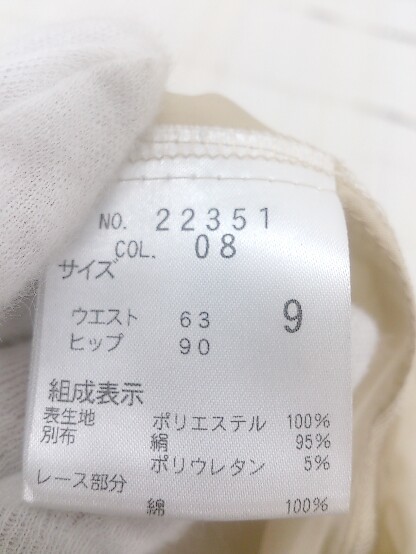 NO. 22351
COL. 08
サイズ
ウエスト 63 9
ヒップ 90
組成表示
表生地 ポリエステル 100%
別布 絹 95%
ポリウレタン 5%
レース部分
綿 100%